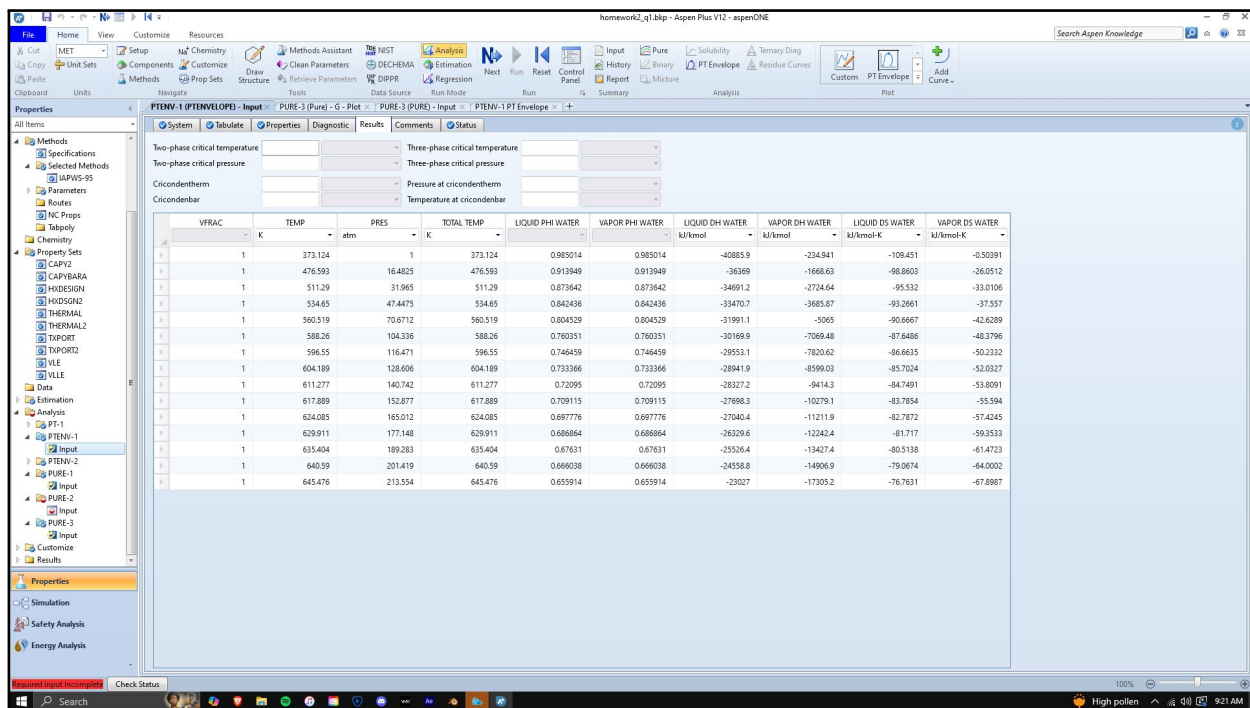 homework2_q1.bkp - Aspen Plus V12 - aspenONE
File Home View Customize Resources Search Aspen Knowledge
Cut MET Setup Chemistry Methods Assistant NIST Analysis Input Pure Solubility Ternary Diag
Copy Unit Sets Components Customize Clean Parameters DECHEMA Estimation Next Run Reset Control Panel History Binary PT Envelope Residue Curves Custom PT Envelope Add Curve
Paste Methods Prop Sets Draw Structure Retrieve Parameters DIPPR Regression Report Mixture
Clipboard Units Navigate Tools Data Source Run Mode Run Summary Analysis Plot
Properties PTENV-1 (PTENVELOPE) - Input PURE-3 (Pure) - G - Plot PURE-3 (PURE) - Input PTENV-1 PT Envelope +
All Items System Tabulate Properties Diagnostic Results Comments Status
Methods
Specifications
Selected Methods
IAPWS-95
Parameters
Routes
NC Props
Tabpoly
Chemistry
Property Sets
CAPY2
CAPYBARA
HXDESIGN
HXDSGN2
THERMAL
THERMAL2
TXPORT
TXPORT2
VLE
VLLE
Data
Estimation
Analysis
PT-1
PTENV-1
Input
PTENV-2
PURE-1
Input
PURE-2
Input
PURE-3
Input
Customize
Results
Properties
Simulation
Safety Analysis
Energy Analysis
Two-phase critical temperature Three-phase critical temperature
Two-phase critical pressure Three-phase critical pressure
Cricondentherm Pressure at cricondentherm
Cricondenbar Temperature at cricondenbar
VFRAC TEMP PRES TOTAL TEMP LIQUID PHI WATER VAPOR PHI WATER LIQUID DH WATER VAPOR DH WATER LIQUID DS WATER VAPOR DS WATER
K atm K kJ/kmol kJ/kmol kJ/kmol-K kJ/kmol-K
1 373.124 1 373.124 0.985014 0.985014 -40885.9 -234.941 -109.451 -0.50391
1 476.593 16.4825 476.593 0.913949 0.913949 -36369 -1668.63 -98.8603 -26.0512
1 511.29 31.965 511.29 0.873642 0.873642 -34691.2 -2724.64 -95.532 -33.0106
1 534.65 47.4475 534.65 0.842436 0.842436 -33470.7 -3685.87 -93.2661 -37.557
1 560.519 70.6712 560.519 0.804529 0.804529 -31991.1 -5065 -90.6667 -42.6289
1 588.26 104.336 588.26 0.760351 0.760351 -30169.9 -7069.48 -87.6486 -48.3796
1 596.55 116.471 596.55 0.746459 0.746459 -29553.1 -7820.62 -86.6635 -50.2332
1 604.189 128.606 604.189 0.733366 0.733366 -28941.9 -8599.03 -85.7024 -52.0327
1 611.277 140.742 611.277 0.72095 0.72095 -28327.2 -9414.3 -84.7491 -53.8091
1 617.889 152.877 617.889 0.709115 0.709115 -27698.3 -10279.1 -83.7854 -55.594
1 624.085 165.012 624.085 0.697776 0.697776 -27040.4 -11211.9 -82.7872 -57.4245
1 629.911 177.148 629.911 0.686864 0.686864 -26329.6 -12242.4 -81.717 -59.3533
1 635.404 189.283 635.404 0.67631 0.67631 -25526.4 -13427.4 -80.5138 -61.4723
1 640.59 201.419 640.59 0.666038 0.666038 -24558.8 -14906.9 -79.0674 -64.0002
1 645.476 213.554 645.476 0.655914 0.655914 -23027 -17305.2 -76.7631 -67.8987
Required Input Incomplete Check Status 100%
Search High pollen 9:21 AM